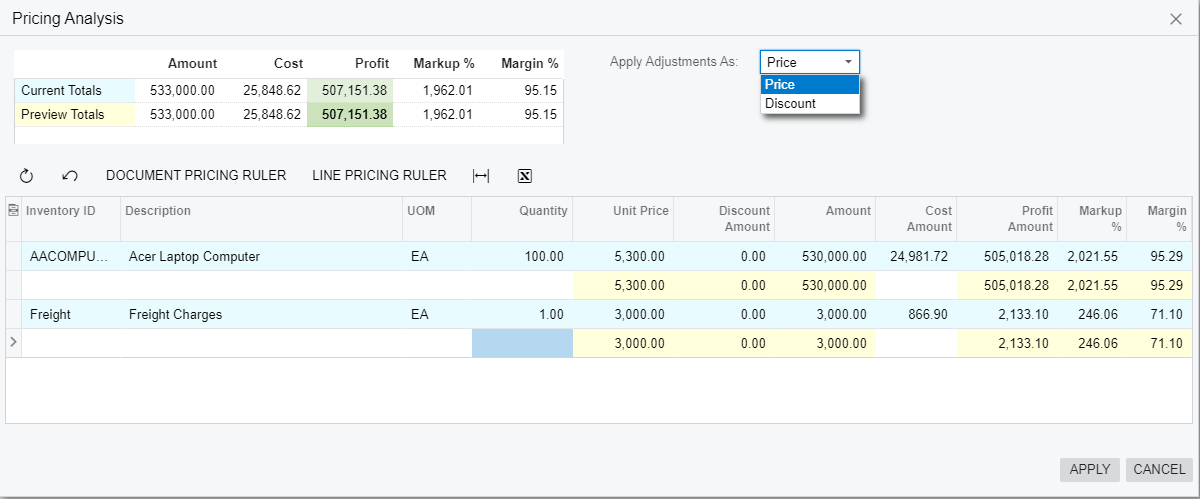 Pricing Analysis
Amount Cost Profit Markup % Margin %
Current Totals 533,000.00 25,848.62 507,151.38 1,962.01 95.15
Preview Totals 533,000.00 25,848.62 507,151.38 1,962.01 95.15
Apply Adjustments As: Price
Price
Discount
DOCUMENT PRICING RULER LINE PRICING RULER
Inventory ID Description UOM Quantity Unit Price Discount Amount Amount Cost Amount Profit Amount Markup % Margin %
AACOMPU... Acer Laptop Computer EA 100.00 5,300.00 0.00 530,000.00 24,981.72 505,018.28 2,021.55 95.29
5,300.00 0.00 530,000.00 505,018.28 2,021.55 95.29
Freight Freight Charges EA 1.00 3,000.00 0.00 3,000.00 866.90 2,133.10 246.06 71.10
3,000.00 0.00 3,000.00 2,133.10 246.06 71.10
APPLY CANCEL